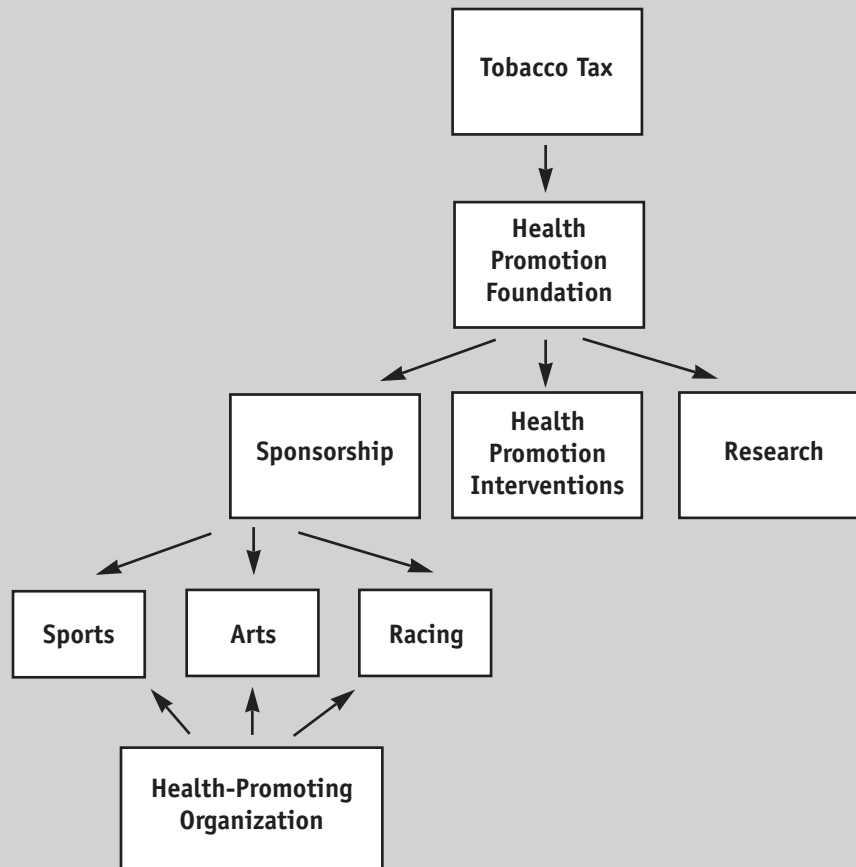 Tobacco Tax
Health
Promotion
Foundation
Sponsorship
Health
Promotion
Interventions
Research
Sports
Arts
Racing
Health-Promoting
Organization